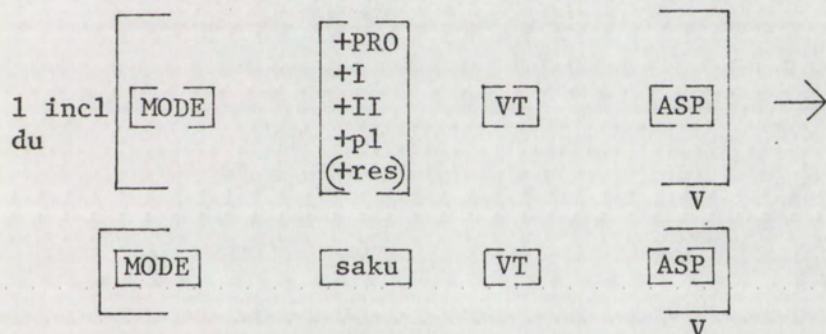 +PRO
+I
1 incl MODE +II VT ASP →
du +pl
(+res)
V
MODE saku VT ASP
V